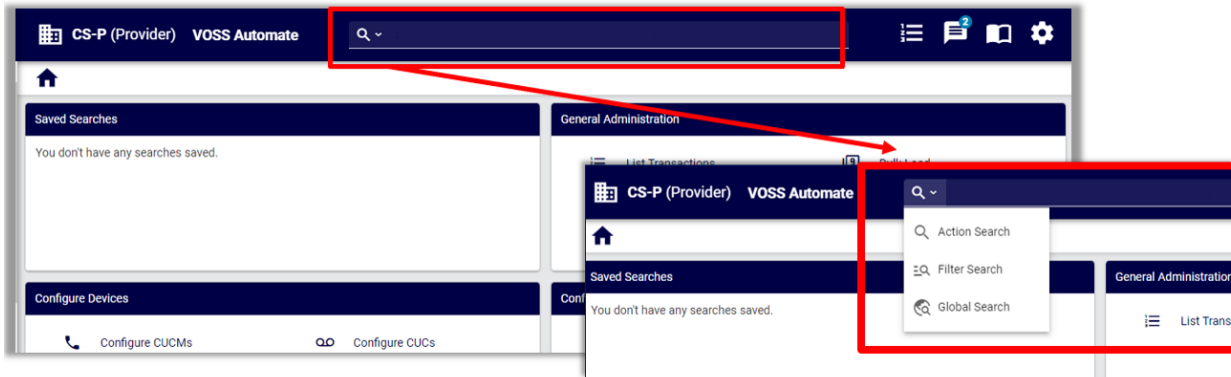 CS-P (Provider) VOSS Automate
2
Saved Searches
You don't have any searches saved.
General Administration
List Transactions
Bulk Load
Configure Devices
Configure CUCMs
Configure CUCs
Conf
CS-P (Provider) VOSS Automate
Action Search
Filter Search
Global Search
Saved Searches
You don't have any searches saved.
General Administration
List Trans